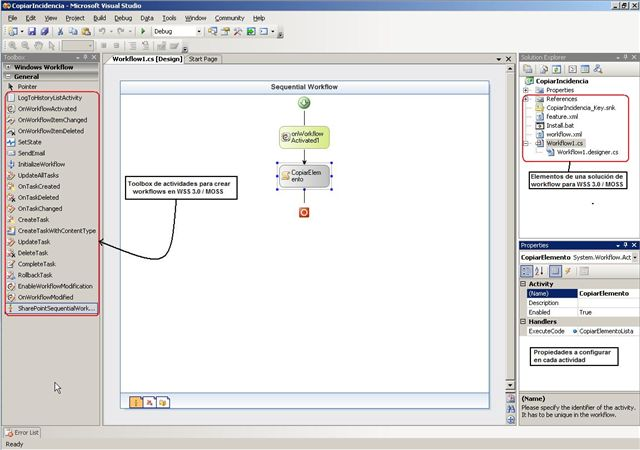 CopiarIncidencia - Microsoft Visual Studio
File Edit View Project Build Debug Data Tools Window Community Help
Debug
Toolbox
Windows Workflow
General
Pointer
LogToHistoryListActivity
OnWorkflowActivated
OnWorkflowItemChanged
OnWorkflowItemDeleted
SetState
SendEmail
InitializeWorkflow
UpdateAllTasks
OnTaskCreated
OnTaskDeleted
OnTaskChanged
CreateTask
CreateTaskWithContentType
UpdateTask
DeleteTask
CompleteTask
RollbackTask
EnableWorkflowModification
OnWorkflowModified
SharePointSequentialWork...
Workflow1.cs [Design] Start Page
Sequential Workflow
onWorkflow
Activated1
CopiarElem
ento
Toolbox de actividades para crear
workflows en WSS 3.0 / MOSS
Solution Explorer
CopiarIncidencia
Properties
References
CopiarIncidencia_Key.snk
feature.xml
Install.bat
workflow.xml
Workflow1.cs
Workflow1.designer.cs
Elementos de una solución de
workflow para WSS 3.0 / MOSS
Properties
CopiarElemento System.Workflow.Act
Activity
(Name) CopiarElemento
Description
Enabled True
Handlers
ExecuteCode CopiarElementoLista
Propiedades a configurar
en cada actividad
(Name)
Please specify the identifier of the activity.
It has to be unique in the workflow.
Error List
Ready